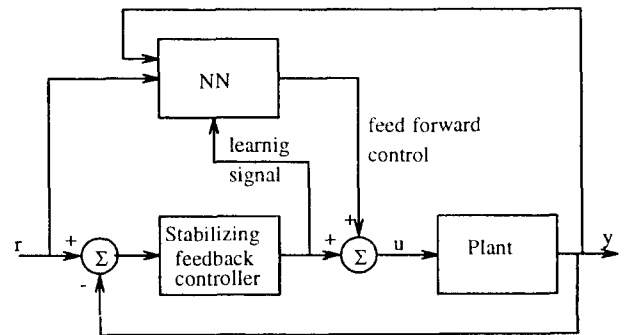 NN
feed forward
control
learnig
signal
+
r
+
Σ
-
Stabilizing
feedback
controller
+
Σ
u
Plant
y